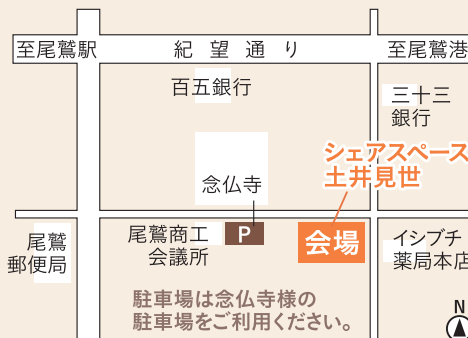 至尾鷲駅
紀望通り
至尾鷲港
百五銀行
三十三
銀行
シェアスペース
土井見世
念仏寺
尾鷲
郵便局
尾鷲商工
会議所
P
会場
イシブチ
薬局本店
駐車場は念仏寺様の
駐車場をご利用ください。
N